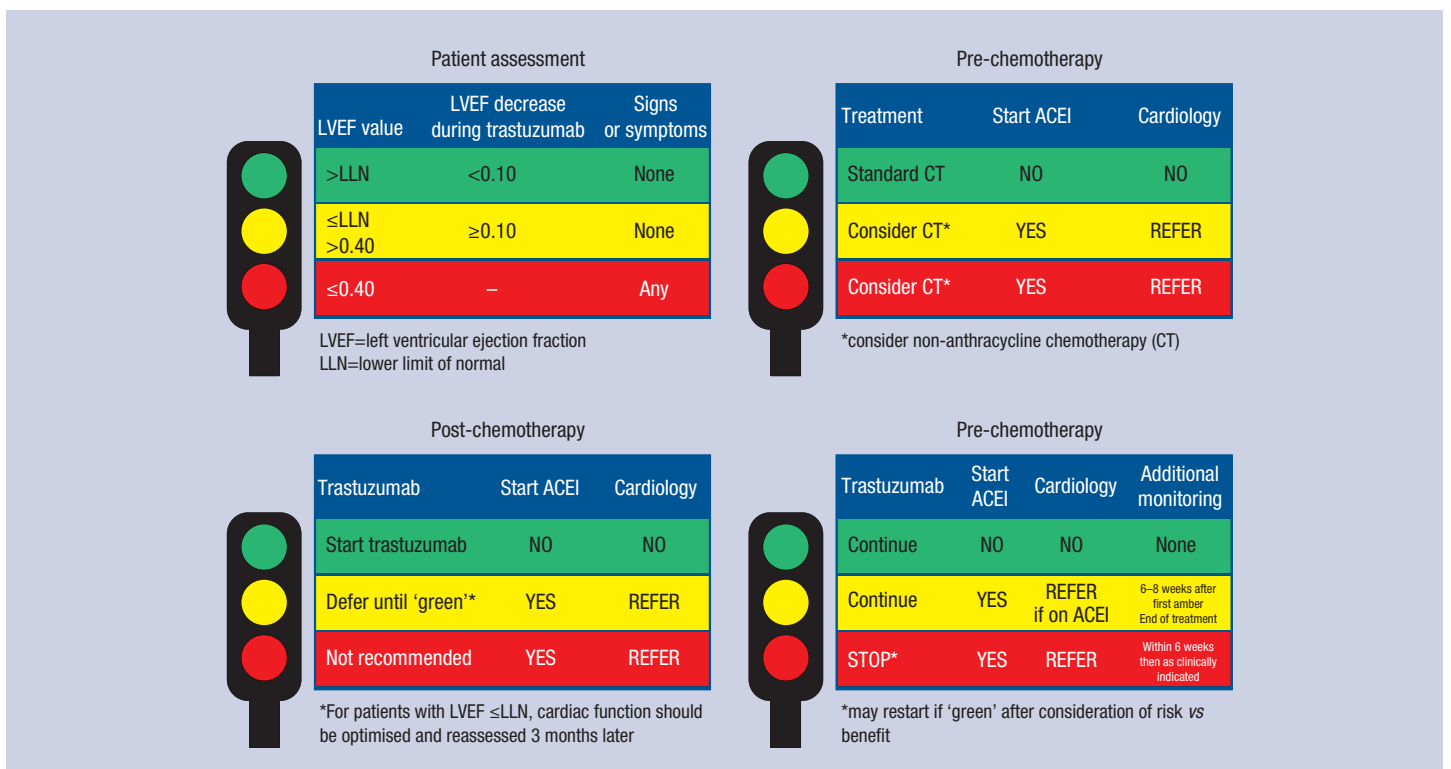 Patient assessment
LVEF value LVEF decrease during trastuzumab Signs or symptoms
>LLN <0.10 None
≤LLN >0.40 ≥0.10 None
≤0.40 – Any
LVEF=left ventricular ejection fraction
LLN=lower limit of normal
Pre-chemotherapy
Treatment Start ACEI Cardiology
Standard CT NO NO
Consider CT* YES REFER
Consider CT* YES REFER
*consider non-anthracycline chemotherapy (CT)
Post-chemotherapy
Trastuzumab Start ACEI Cardiology
Start trastuzumab NO NO
Defer until ‘green’* YES REFER
Not recommended YES REFER
*For patients with LVEF ≤LLN, cardiac function should
be optimised and reassessed 3 months later
Pre-chemotherapy
Trastuzumab Start ACEI Cardiology Additional monitoring
Continue NO NO None
Continue YES REFER if on ACEI 6–8 weeks after first amber End of treatment
STOP* YES REFER Within 6 weeks then as clinically indicated
*may restart if ‘green’ after consideration of risk vs
benefit